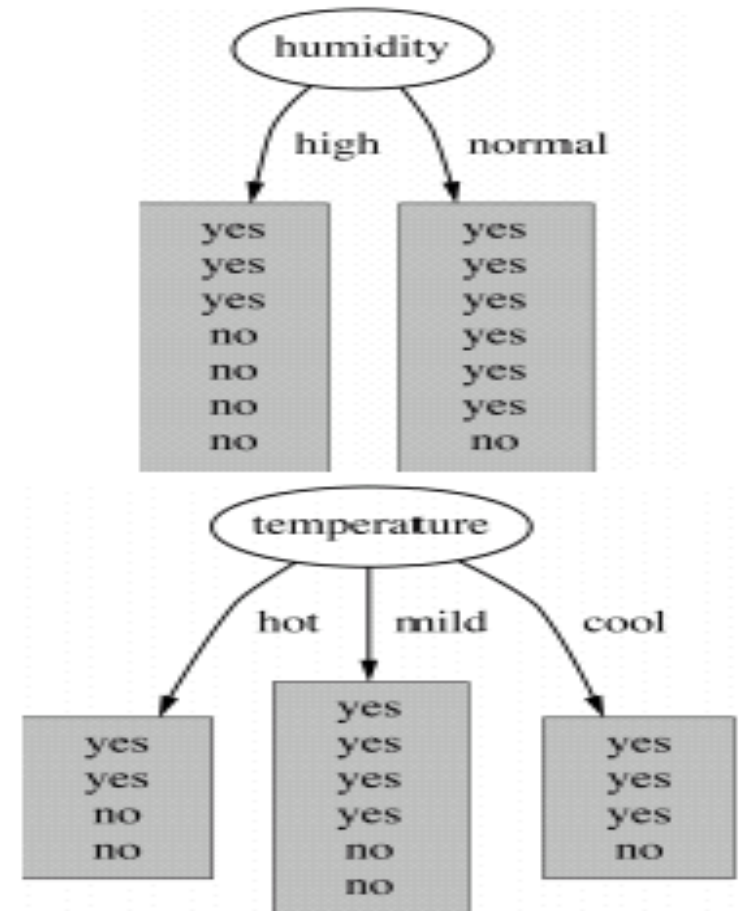 humidity
high normal
yes yes
yes yes
yes yes
no yes
no yes
no yes
no no
temperature
hot mild cool
yes
yes
no
no
yes
yes
yes
yes
no
no
yes
yes
yes
no